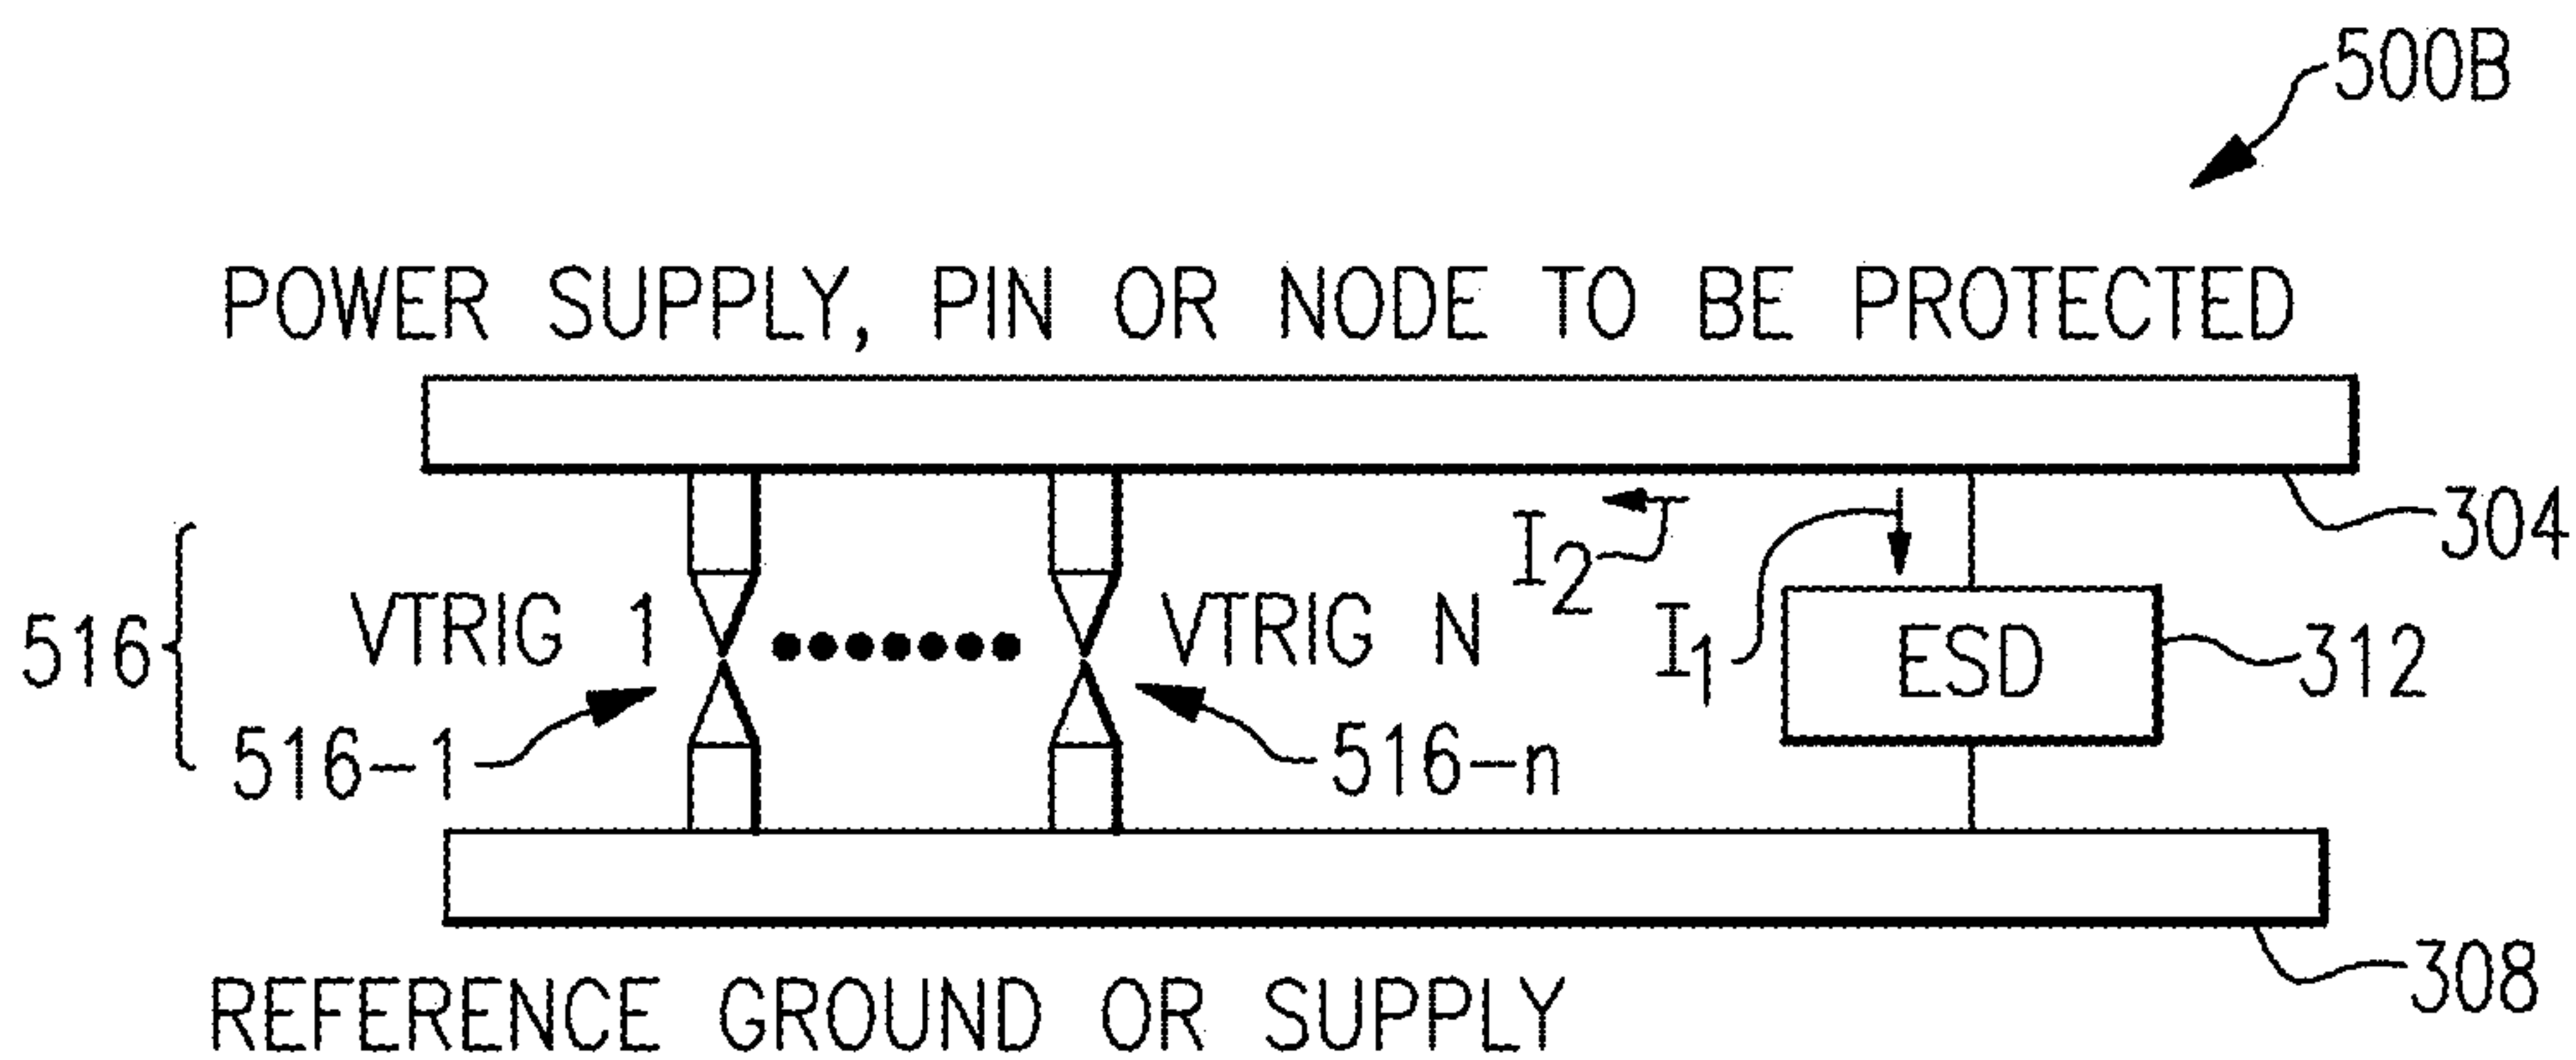 500B
POWER SUPPLY, PIN OR NODE TO BE PROTECTED
304
I2
I1
516
VTRIG 1
VTRIG N
ESD
312
516-1
516-n
308
REFERENCE GROUND OR SUPPLY